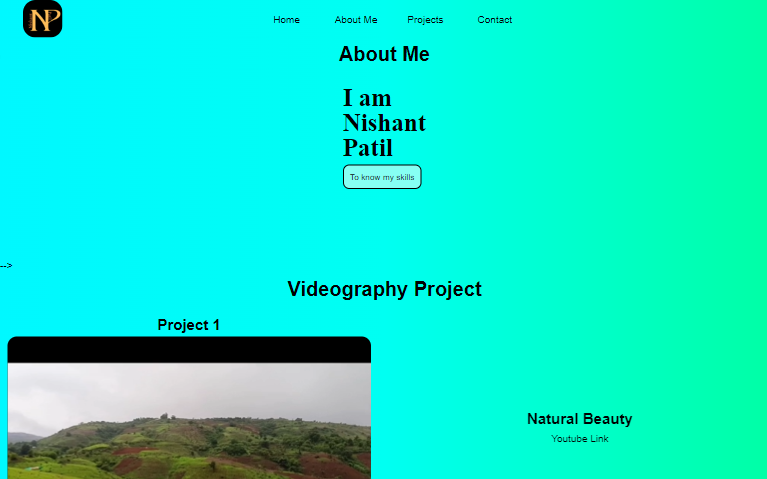 NP
Home About Me Projects Contact
About Me
I am
Nishant
Patil
To know my skills
-->
Videography Project
Project 1
Natural Beauty
Youtube Link